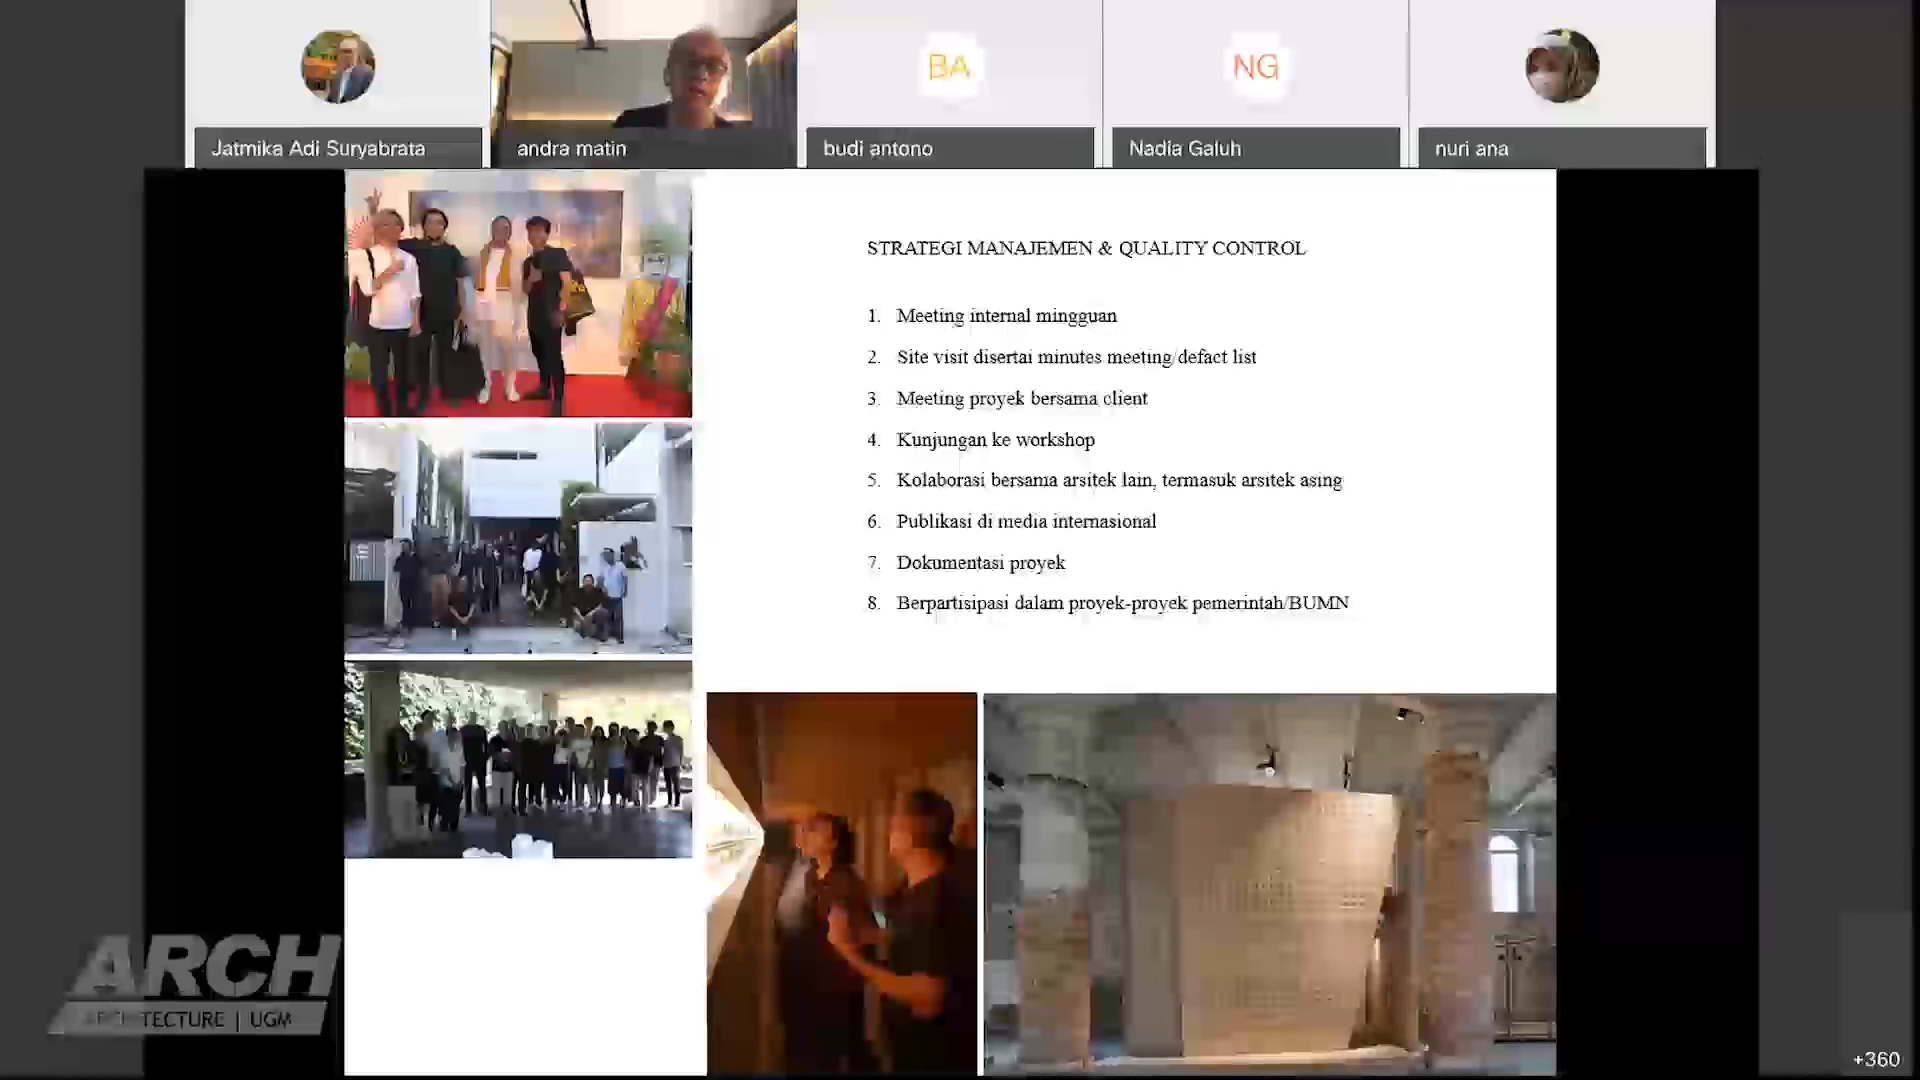 BA
NG
Jatmika Adi Suryabrata
andra matin
budi antono
Nadia Galuh
nuri ana
STRATEGI MANAJEMEN & QUALITY CONTROL
1. Meeting internal mingguan
2. Site visit disertai minutes meeting/defact list
3. Meeting proyek bersama client
4. Kunjungan ke workshop
5. Kolaborasi bersama arsitek lain, termasuk arsitek asing
6. Publikasi di media internasional
7. Dokumentasi proyek
8. Berpartisipasi dalam proyek-proyek pemerintah/BUMN
ARCH
ARCHITECTURE | UGM
+360